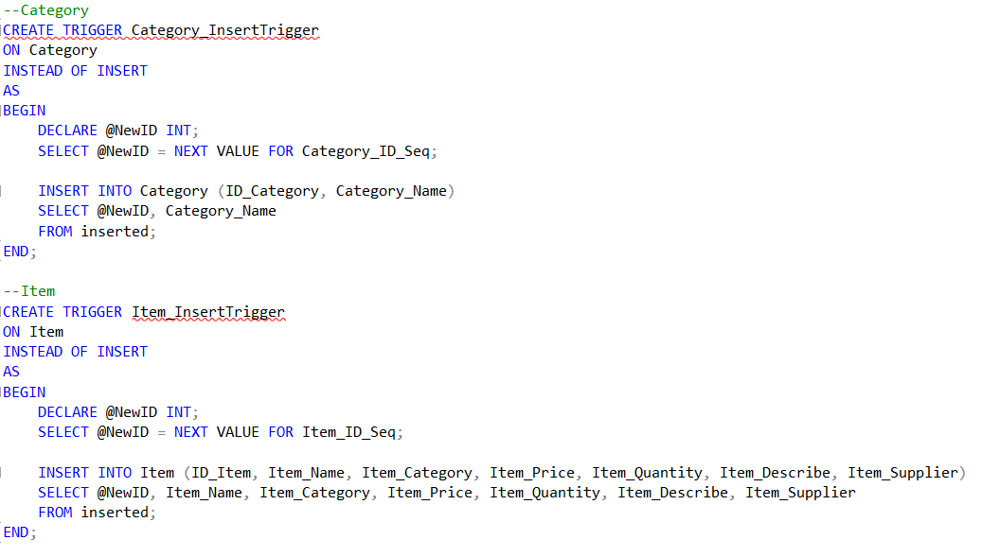 --Category
CREATE TRIGGER Category_InsertTrigger
ON Category
INSTEAD OF INSERT
AS
BEGIN
    DECLARE @NewID INT;
    SELECT @NewID = NEXT VALUE FOR Category_ID_Seq;

    INSERT INTO Category (ID_Category, Category_Name)
    SELECT @NewID, Category_Name
    FROM inserted;
END;

--Item
CREATE TRIGGER Item_InsertTrigger
ON Item
INSTEAD OF INSERT
AS
BEGIN
    DECLARE @NewID INT;
    SELECT @NewID = NEXT VALUE FOR Item_ID_Seq;

    INSERT INTO Item (ID_Item, Item_Name, Item_Category, Item_Price, Item_Quantity, Item_Describe, Item_Supplier)
    SELECT @NewID, Item_Name, Item_Category, Item_Price, Item_Quantity, Item_Describe, Item_Supplier
    FROM inserted;
END;